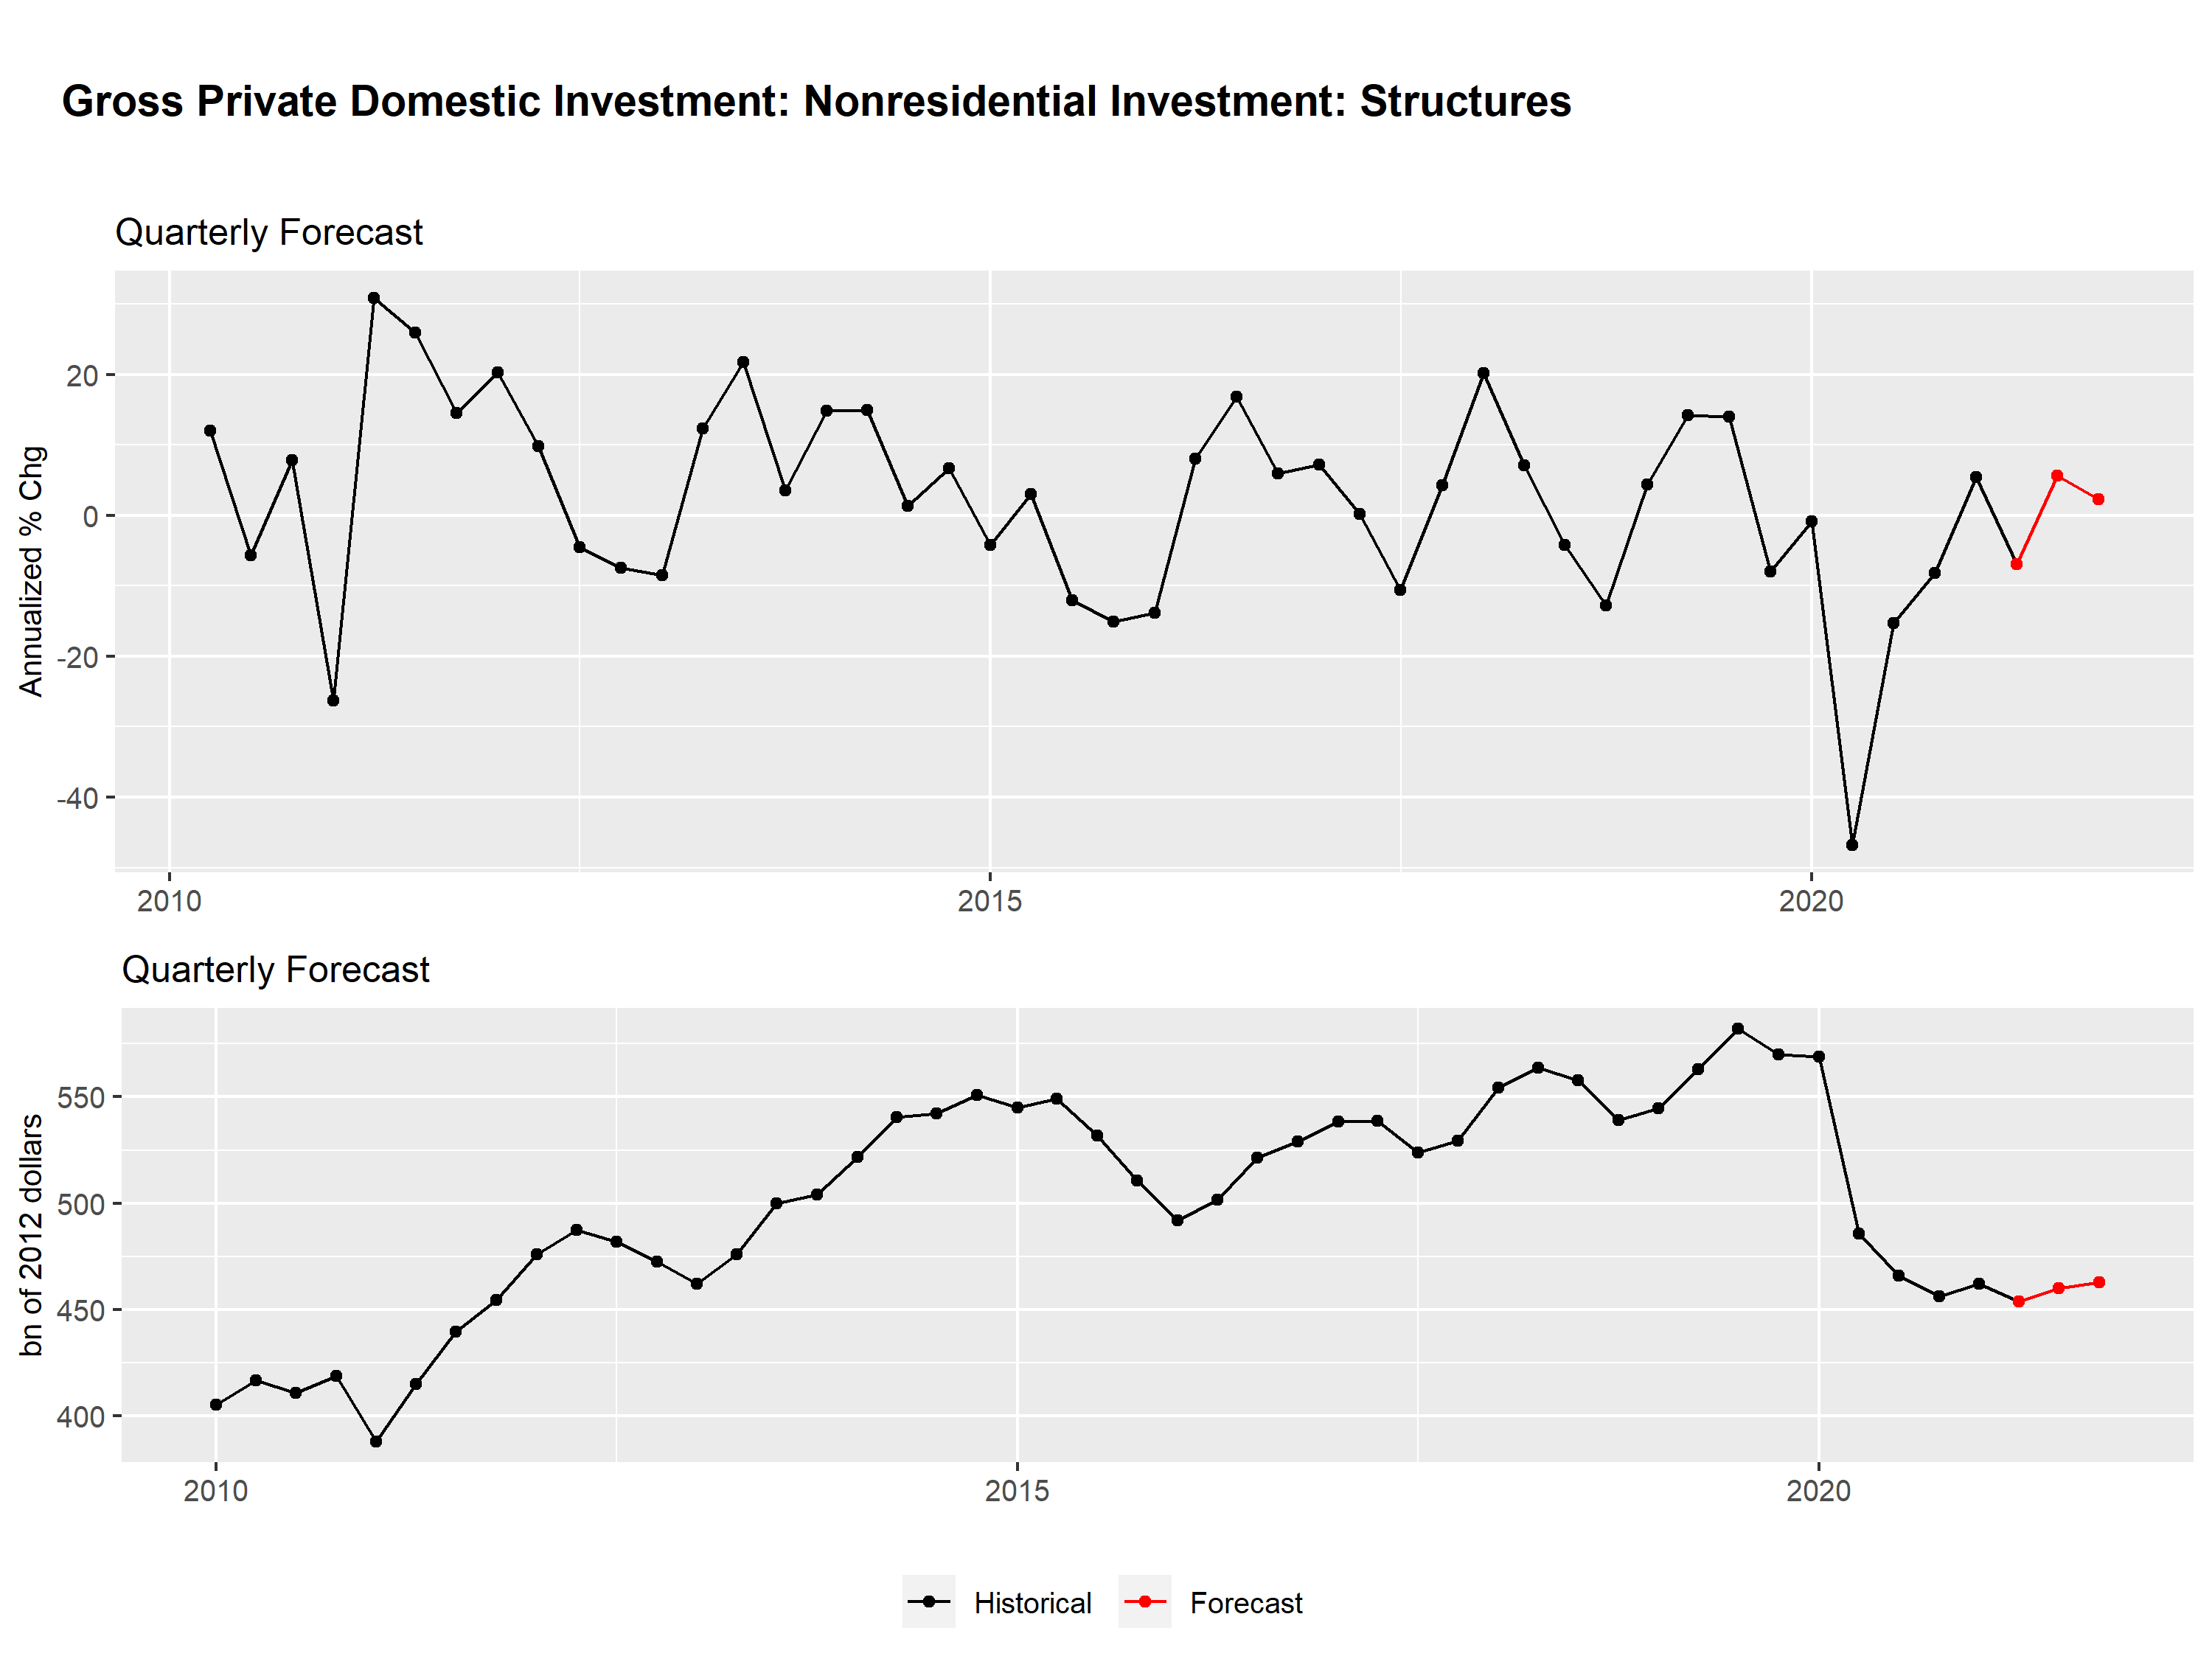 Gross Private Domestic Investment: Nonresidential Investment: Structures
Quarterly Forecast
Annualized % Chg
20
0
-20
-40
2010
2015
2020
Quarterly Forecast
bn of 2012 dollars
550
500
450
400
2010
2015
2020
Historical
Forecast